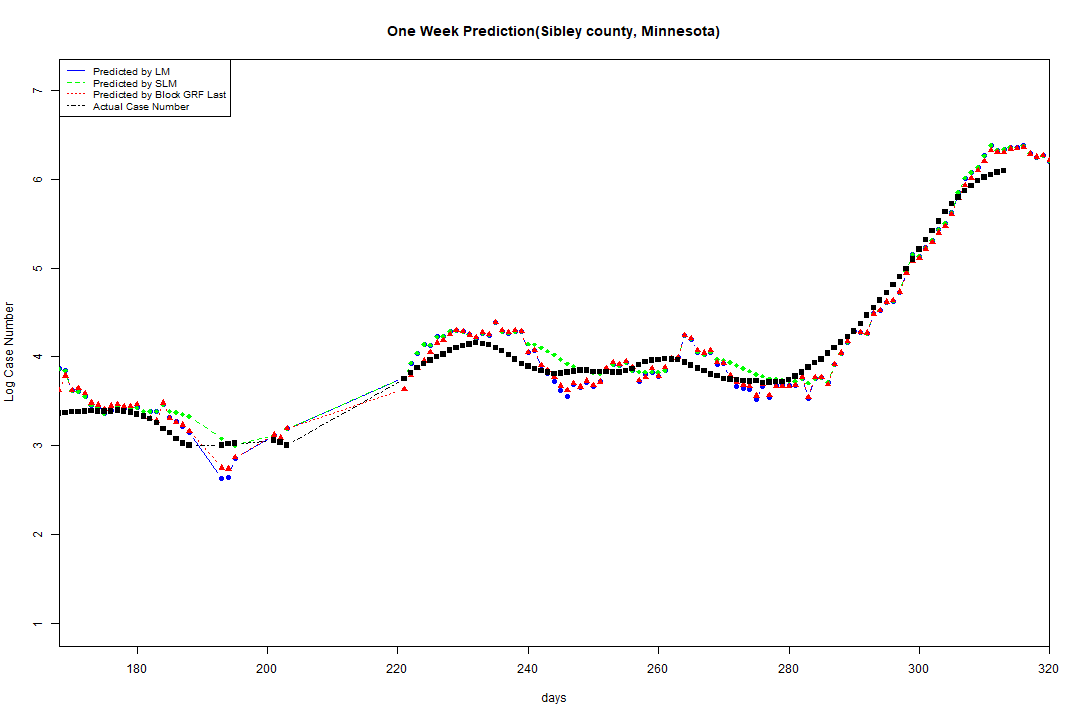 One Week Prediction(Sibley county, Minnesota)
Predicted by LM
Predicted by SLM
Predicted by Block GRF Last
Actual Case Number
7
6
5
4
3
2
1
Log Case Number
180 200 220 240 260 280 300 320
days